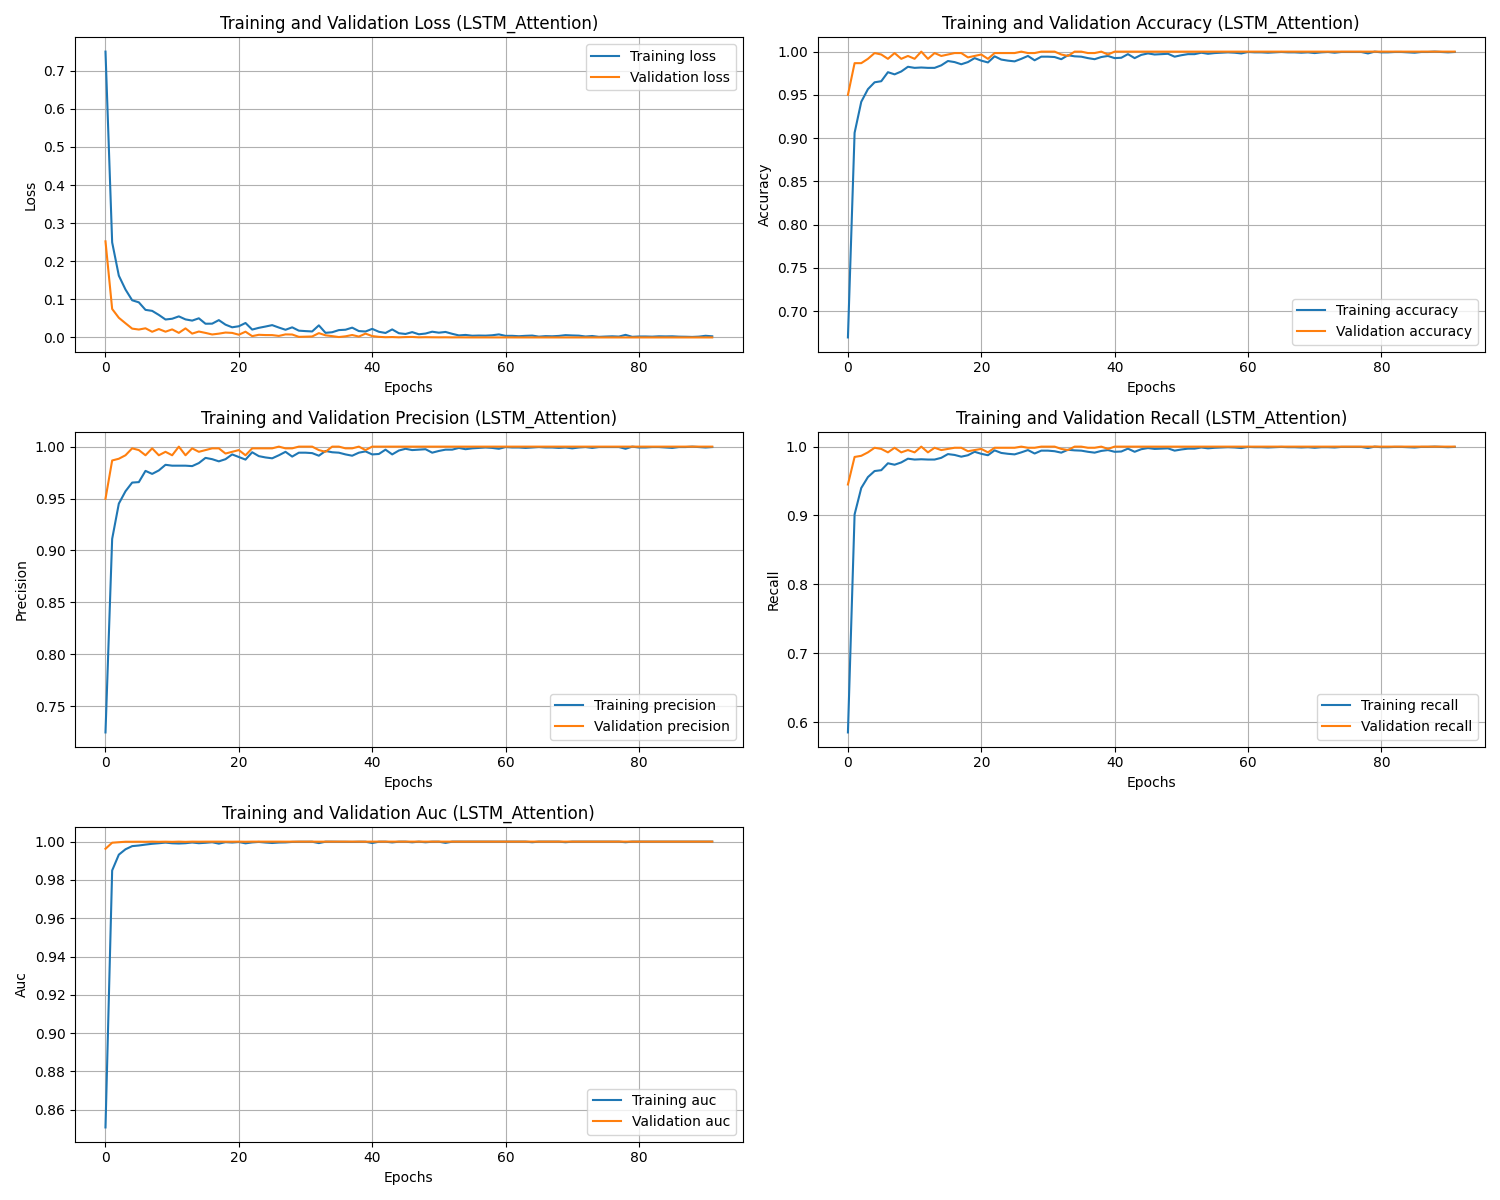 Training and Validation Loss (LSTM_Attention)
Training loss
Validation loss
0.7
0.6
0.5
0.4
0.3
0.2
0.1
0.0
Loss
0 20 40 60 80
Epochs
Training and Validation Accuracy (LSTM_Attention)
1.00
0.95
0.90
0.85
0.80
0.75
0.70
Accuracy
Training accuracy
Validation accuracy
0 20 40 60 80
Epochs
Training and Validation Precision (LSTM_Attention)
1.00
0.95
0.90
0.85
0.80
0.75
Precision
Training precision
Validation precision
0 20 40 60 80
Epochs
Training and Validation Recall (LSTM_Attention)
1.0
0.9
0.8
0.7
0.6
Recall
Training recall
Validation recall
0 20 40 60 80
Epochs
Training and Validation Auc (LSTM_Attention)
1.00
0.98
0.96
0.94
0.92
0.90
0.88
0.86
Auc
Training auc
Validation auc
0 20 40 60 80
Epochs